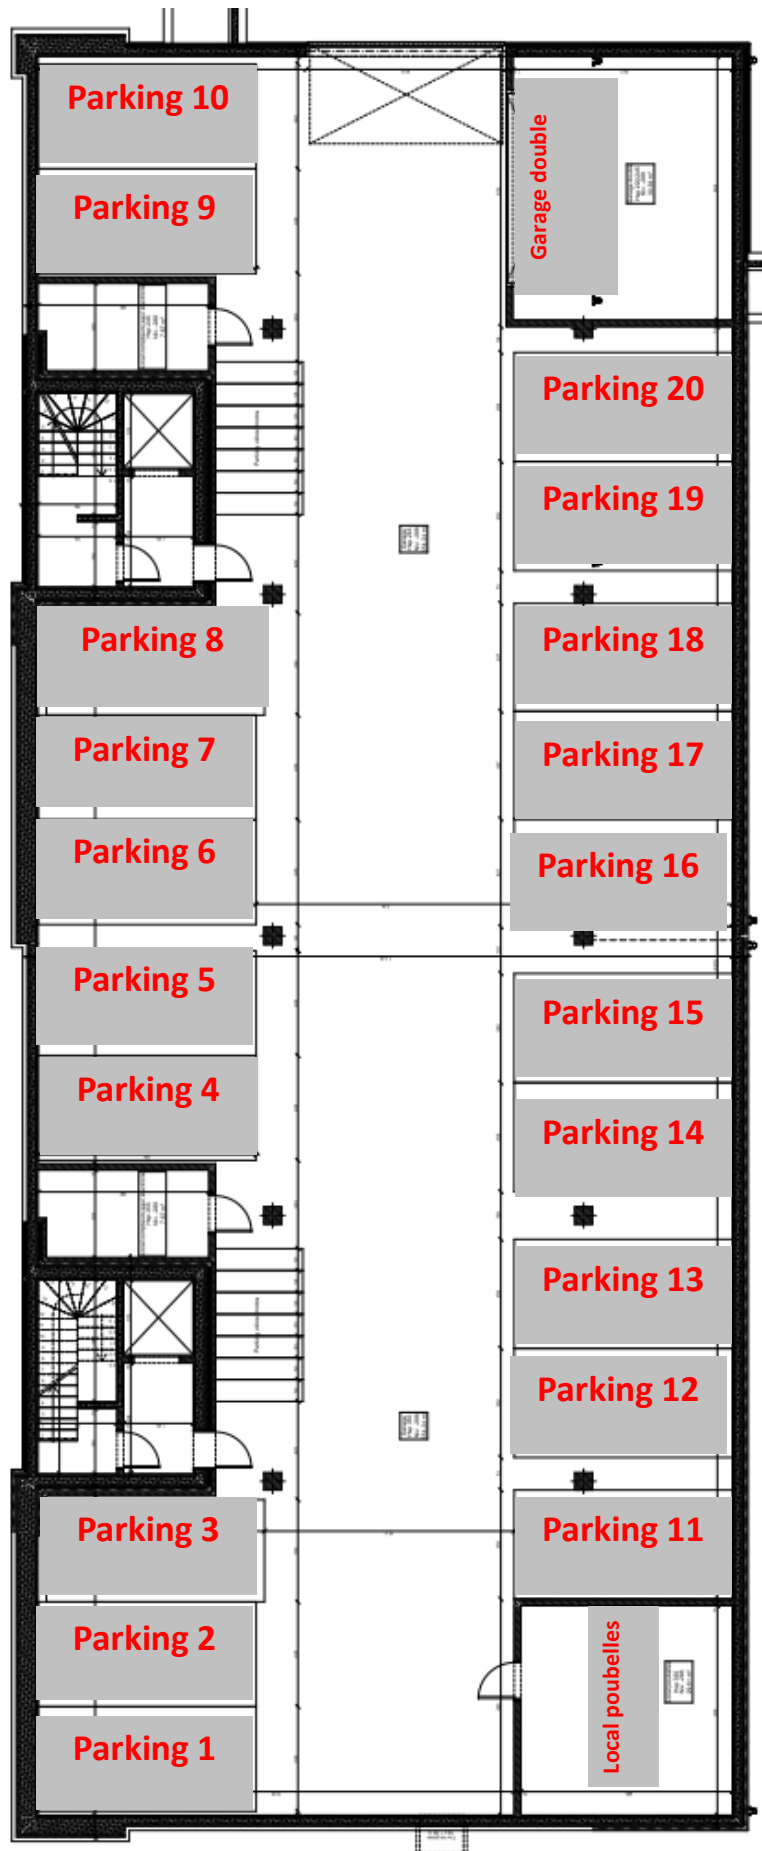 Parking 10
Parking 9
Garage double
Parking 20
Parking 19
Parking 8
Parking 18
Parking 7
Parking 17
Parking 6
Parking 16
Parking 5
Parking 15
Parking 4
Parking 14
Parking 13
Parking 12
Parking 3
Parking 11
Parking 2
Local poubelles
Parking 1